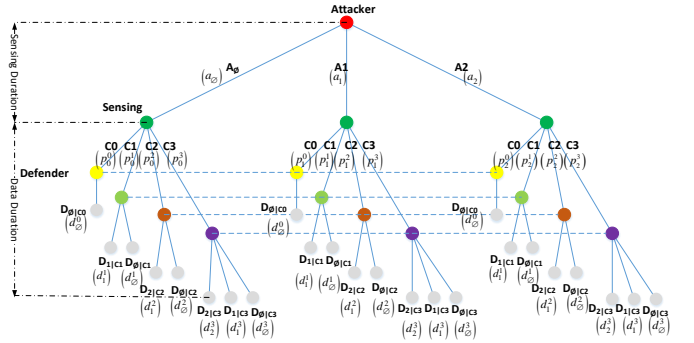 Attacker
Sensing Duration
A∅ A1 A2
(a∅) (a₁) (a₂)
Sensing
C0 C1 C2 C3 C0 C1 C2 C3 C0 C1 C2 C3
(p₀⁰) (p₀¹) (p₀²) (p₀³) (p₁⁰) (p₁¹) (p₁²) (p₁³) (p₂⁰) (p₂¹) (p₂²) (p₂³)
Defender
Data Duration
D∅|C0 D∅|C0 D∅|C0
(d∅⁰) (d∅⁰) (d∅⁰)
D1|C1 D∅|C1 D1|C1 D∅|C1 D1|C1 D∅|C1
(d₁¹) (d∅¹) (d₁¹) (d∅¹) (d₁¹) (d∅¹)
D2|C2 D∅|C2 D2|C2 D∅|C2 D2|C2 D∅|C2
(d₁²) (d∅²) (d₁²) (d∅²) (d₁²) (d∅²)
D2|C3 D1|C3 D∅|C3 D2|C3 D1|C3 D∅|C3 D2|C3 D1|C3 D∅|C3
(d₂³) (d₁³) (d∅³) (d₂³) (d₁³) (d∅³) (d₂³) (d₁³) (d∅³)